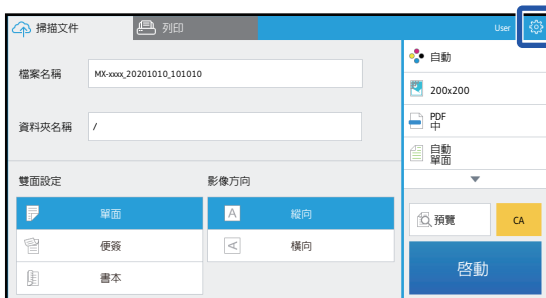 掃描文件
列印
User
檔案名稱
MX-xxxx_20201010_101010
資料夾名稱
/
雙面設定
影像方向
單面
便簽
書本
A
縱向
A
橫向
自動
200x200
PDF
中
自動
單面
預覽
CA
啓動